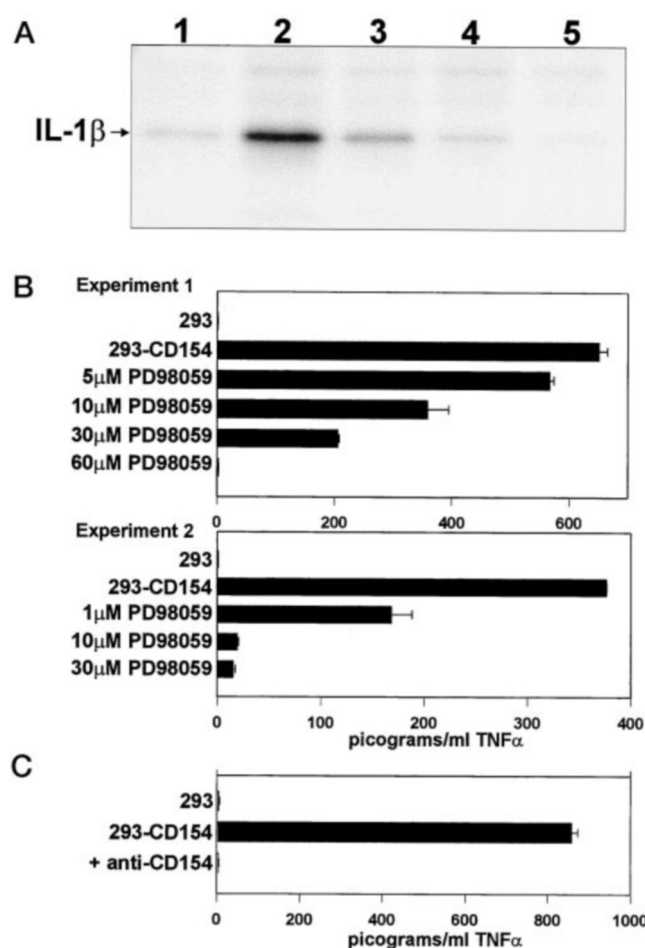 A
1 2 3 4 5
IL-1β
B
Experiment 1
293
293-CD154
5μM PD98059
10μM PD98059
30μM PD98059
60μM PD98059
0 200 400 600
Experiment 2
293
293-CD154
1μM PD98059
10μM PD98059
30μM PD98059
0 100 200 300 400
picograms/ml TNFα
C
293
293-CD154
+ anti-CD154
0 200 400 600 800 1000
picograms/ml TNFα